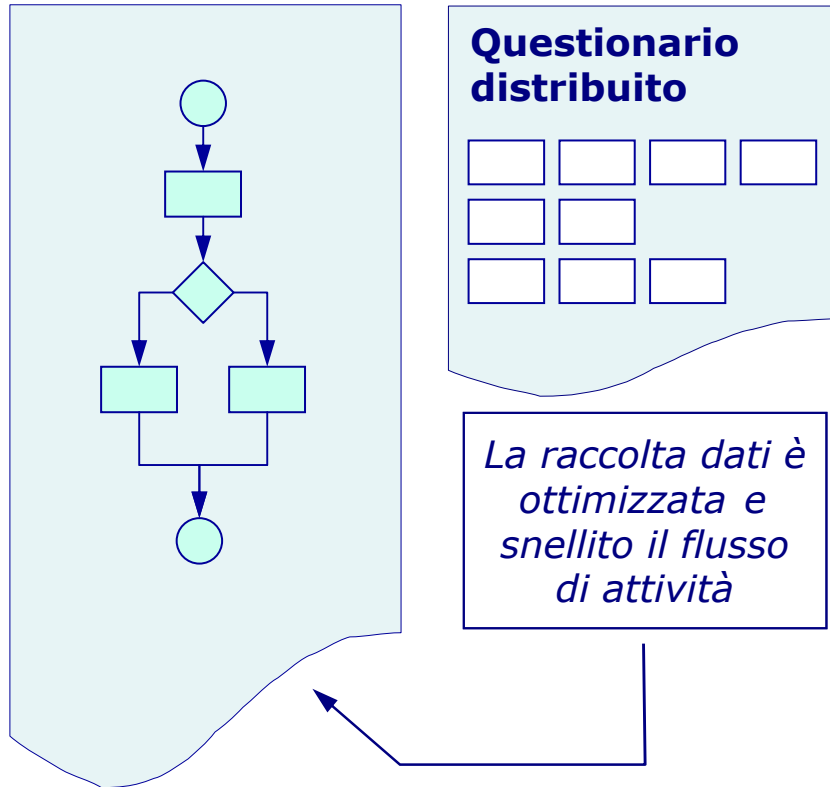 Questionario
distribuito
La raccolta dati è
ottimizzata e
snellito il flusso
di attività